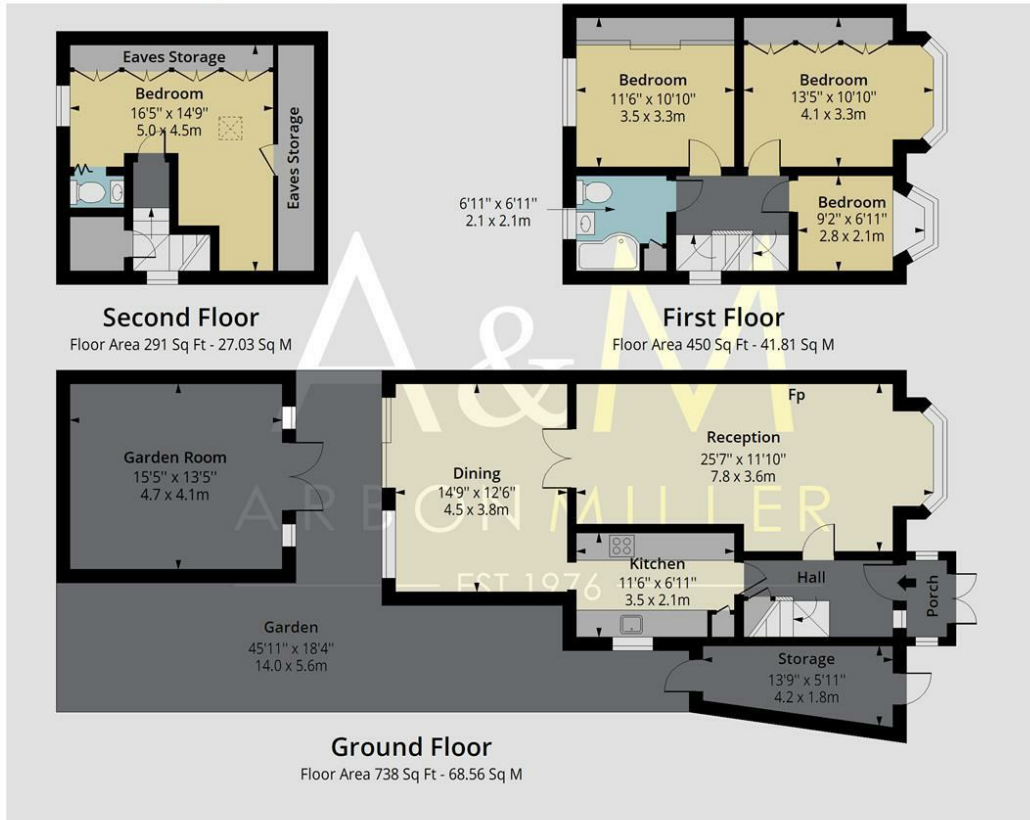 Eaves Storage
Bedroom
16'5" x 14'9"
5.0 x 4.5m
Eaves Storage
Second Floor
Floor Area 291 Sq Ft - 27.03 Sq M
Bedroom
11'6" x 10'10"
3.5 x 3.3m
Bedroom
13'5" x 10'10"
4.1 x 3.3m
6'11" x 6'11"
2.1 x 2.1m
Bedroom
9'2" x 6'11"
2.8 x 2.1m
First Floor
Floor Area 450 Sq Ft - 41.81 Sq M
A&M
ARBON MILLER
EST 1976
Garden Room
15'5" x 13'5"
4.7 x 4.1m
Dining
14'9" x 12'6"
4.5 x 3.8m
Fp
Reception
25'7" x 11'10"
7.8 x 3.6m
Kitchen
11'6" x 6'11"
3.5 x 2.1m
Hall
Porch
Garden
45'11" x 18'4"
14.0 x 5.6m
Storage
13'9" x 5'11"
4.2 x 1.8m
Ground Floor
Floor Area 738 Sq Ft - 68.56 Sq M